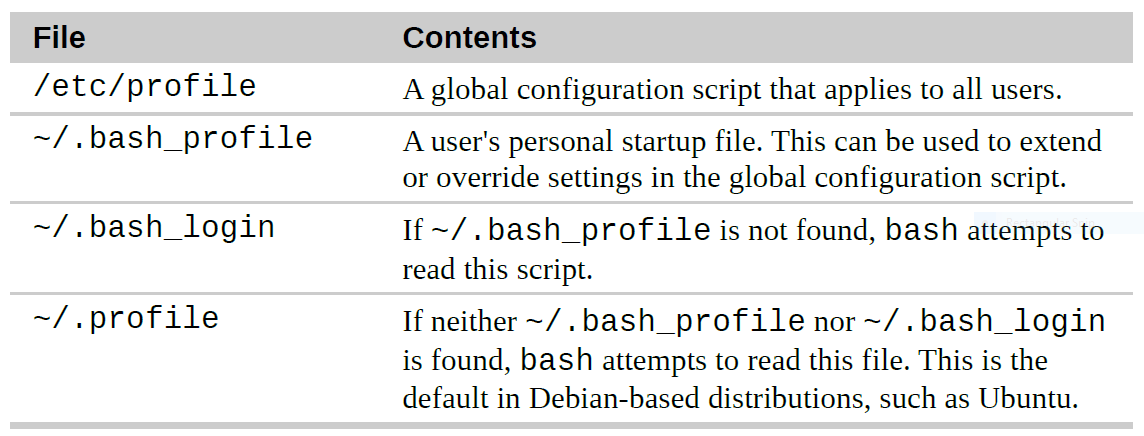 File Contents
/etc/profile A global configuration script that applies to all users.
~/.bash_profile A user's personal startup file. This can be used to extend
or override settings in the global configuration script.
~/.bash_login If ~/.bash_profile is not found, bash attempts to
read this script.
~/.profile If neither ~/.bash_profile nor ~/.bash_login
is found, bash attempts to read this file. This is the
default in Debian-based distributions, such as Ubuntu.